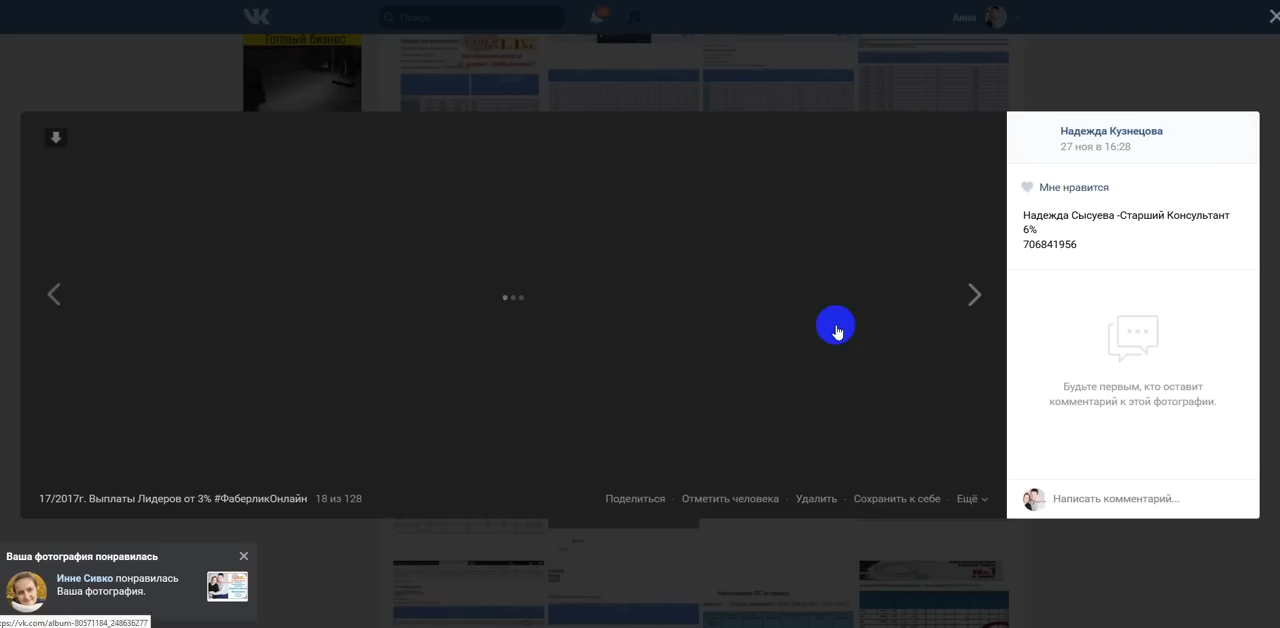 Поиск
Анна
Готовый бизнес
Надежда Кузнецова
27 ноя в 16:28
Мне нравится
Надежда Сысуева -Старший Консультант
6%
706841956
Будьте первым, кто оставит
комментарий к этой фотографии.
17/2017г. Выплаты Лидеров от 3% #ФаберликОнлайн 18 из 128
Поделиться · Отметить человека · Удалить · Сохранить к себе · Ещё
Написать комментарий...
Ваша фотография понравилась
Инне Сивко понравилась
Ваша фотография.
tps://vk.com/album-80571184_248636277